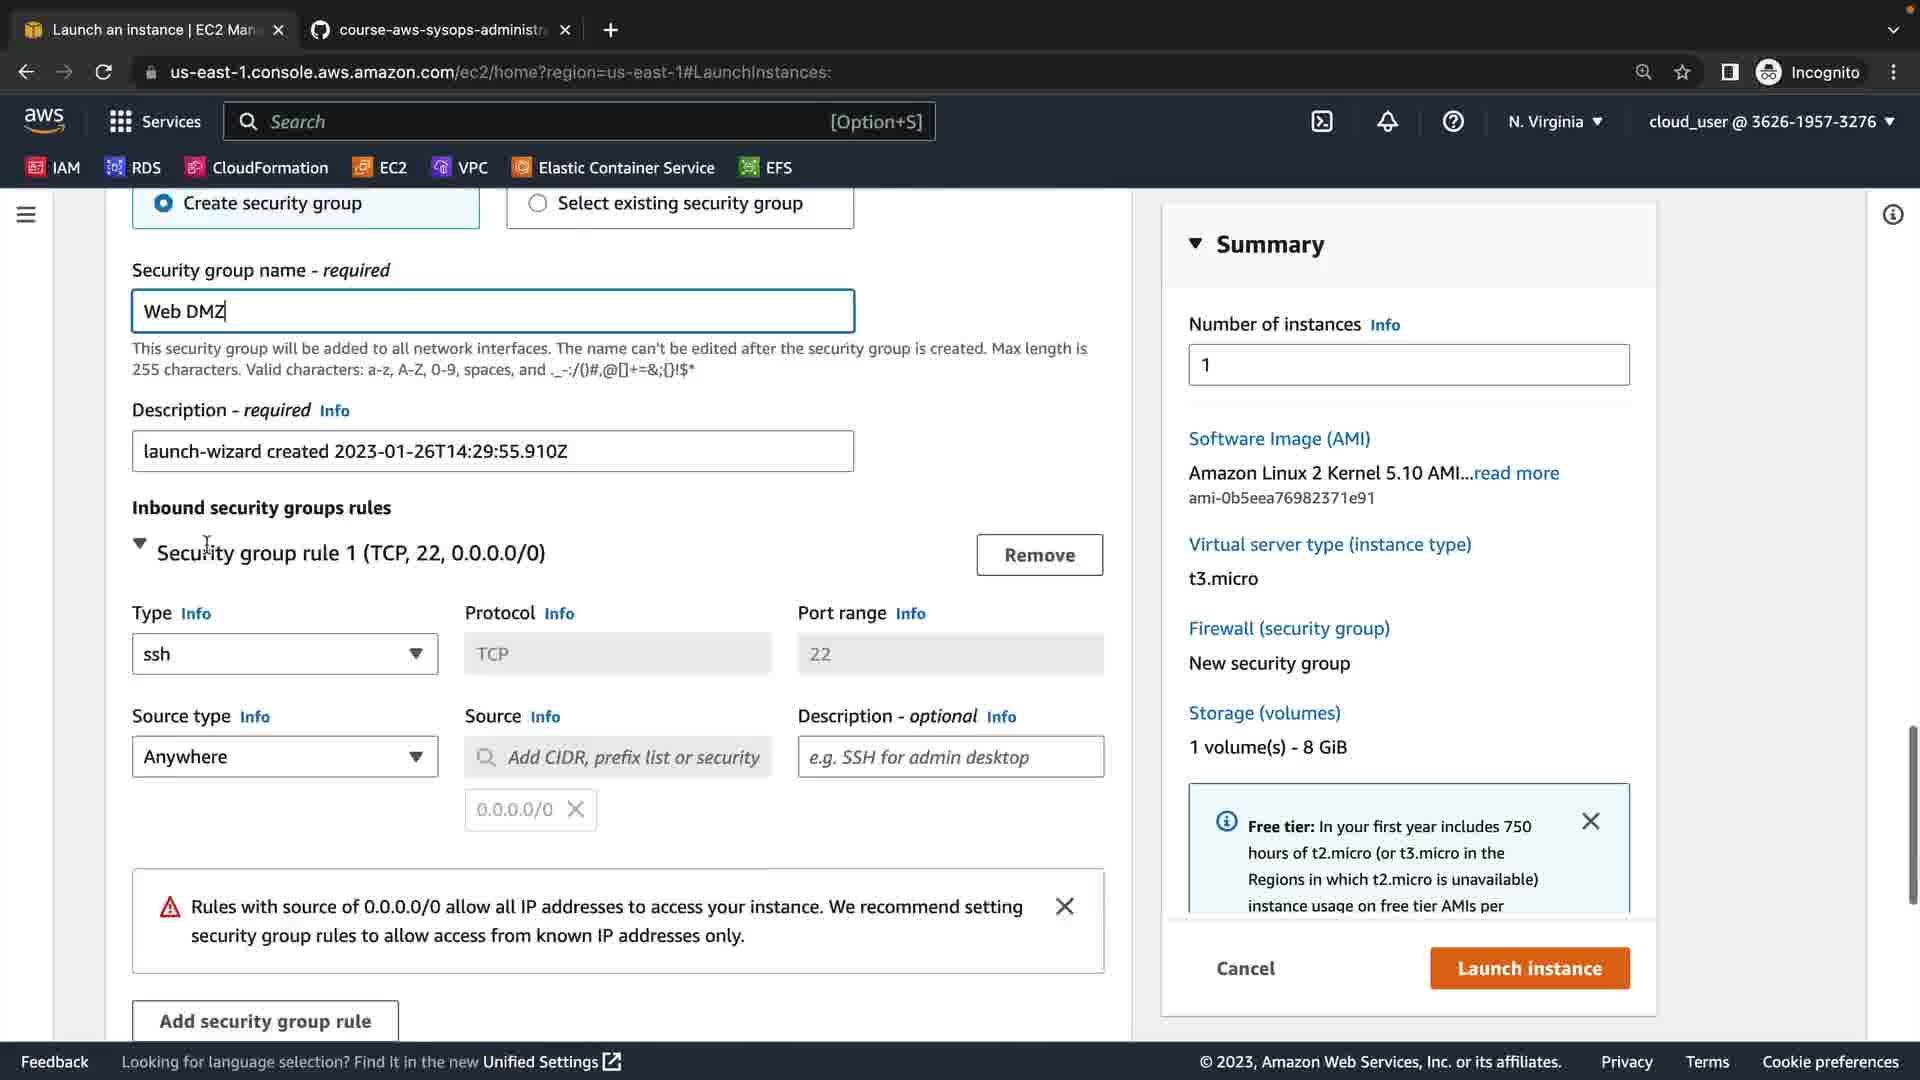 Launch an instance | EC2 Man
course-aws-sysops-administra
us-east-1.console.aws.amazon.com/ec2/home?region=us-east-1#LaunchInstances:
Incognito
aws
Services
Search
[Option+S]
N. Virginia
cloud_user @ 3626-1957-3276
IAM
RDS
CloudFormation
EC2
VPC
Elastic Container Service
EFS
Create security group
Select existing security group
Security group name - required
Web DMZ
This security group will be added to all network interfaces. The name can't be edited after the security group is created. Max length is
255 characters. Valid characters: a-z, A-Z, 0-9, spaces, and ._-:/()#,@[]+=&;{}!$*
Description - required Info
launch-wizard created 2023-01-26T14:29:55.910Z
Inbound security groups rules
Security group rule 1 (TCP, 22, 0.0.0.0/0)
Remove
Type Info
Protocol Info
Port range Info
ssh
TCP
22
Source type Info
Source Info
Description - optional Info
Anywhere
Add CIDR, prefix list or security
e.g. SSH for admin desktop
0.0.0.0/0
Rules with source of 0.0.0.0/0 allow all IP addresses to access your instance. We recommend setting
security group rules to allow access from known IP addresses only.
Add security group rule
Summary
Number of instances Info
1
Software Image (AMI)
Amazon Linux 2 Kernel 5.10 AMI...read more
ami-0b5eea76982371e91
Virtual server type (instance type)
t3.micro
Firewall (security group)
New security group
Storage (volumes)
1 volume(s) - 8 GiB
Free tier: In your first year includes 750
hours of t2.micro (or t3.micro in the
Regions in which t2.micro is unavailable)
instance usage on free tier AMIs per
Cancel
Launch instance
Feedback
Looking for language selection? Find it in the new Unified Settings
© 2023, Amazon Web Services, Inc. or its affiliates.
Privacy
Terms
Cookie preferences